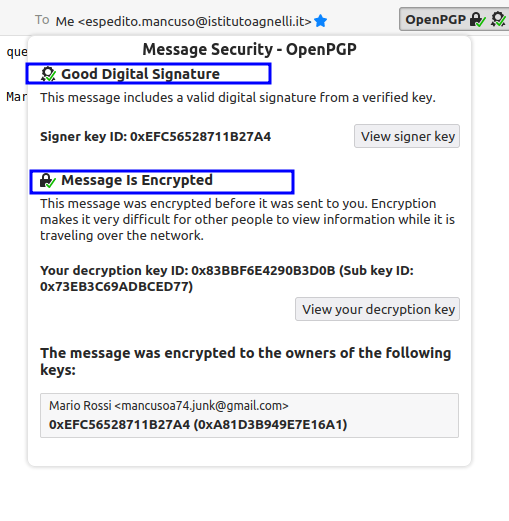 To Me <espedito.mancuso@istitutoagnelli.it>
OpenPGP
que
Mar
Message Security - OpenPGP
Good Digital Signature
This message includes a valid digital signature from a verified key.
Signer key ID: 0xEFC56528711B27A4
View signer key
Message Is Encrypted
This message was encrypted before it was sent to you. Encryption
makes it very difficult for other people to view information while it is
traveling over the network.
Your decryption key ID: 0x83BBF6E4290B3D0B (Sub key ID:
0x73EB3C69ADBCED77)
View your decryption key
The message was encrypted to the owners of the following
keys:
Mario Rossi <mancusoa74.junk@gmail.com>
0xEFC56528711B27A4 (0xA81D3B949E7E16A1)